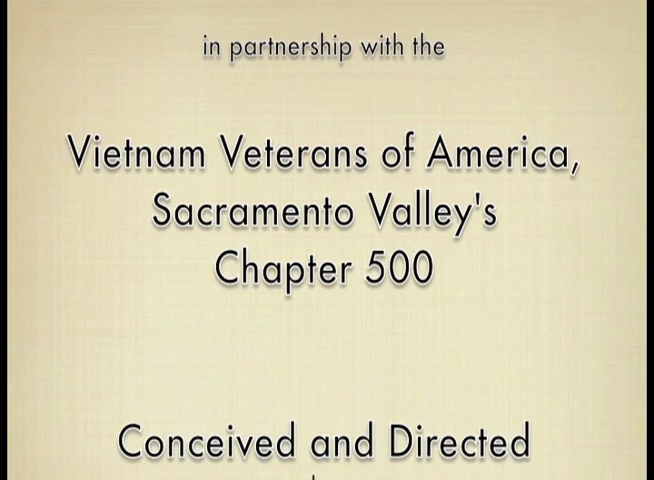 in partnership with the
Vietnam Veterans of America,
Sacramento Valley's
Chapter 500
Conceived and Directed